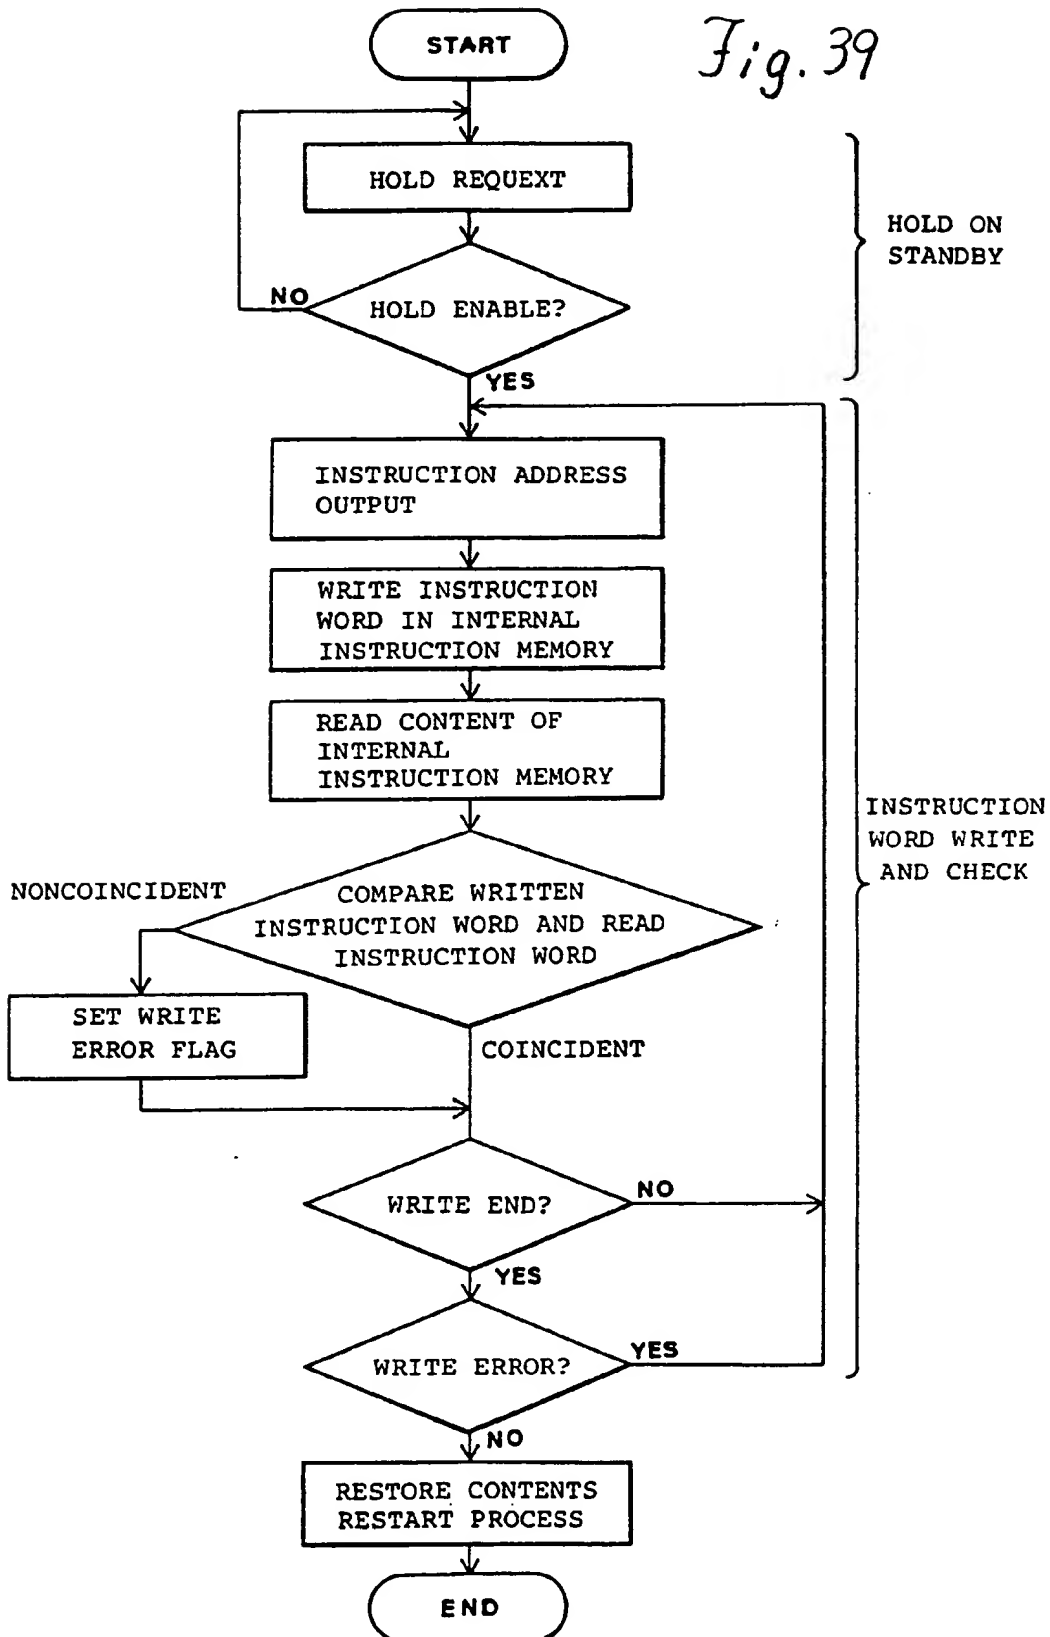 START
Fig. 39
HOLD REQUEXT
HOLD ON
STANDBY
NO
HOLD ENABLE?
YES
INSTRUCTION ADDRESS
OUTPUT
WRITE INSTRUCTION
WORD IN INTERNAL
INSTRUCTION MEMORY
READ CONTENT OF
INTERNAL
INSTRUCTION MEMORY
INSTRUCTION
WORD WRITE
AND CHECK
NONCOINCIDENT
COMPARE WRITTEN
INSTRUCTION WORD AND READ
INSTRUCTION WORD
SET WRITE
ERROR FLAG
COINCIDENT
WRITE END?
NO
YES
WRITE ERROR?
YES
NO
RESTORE CONTENTS
RESTART PROCESS
END